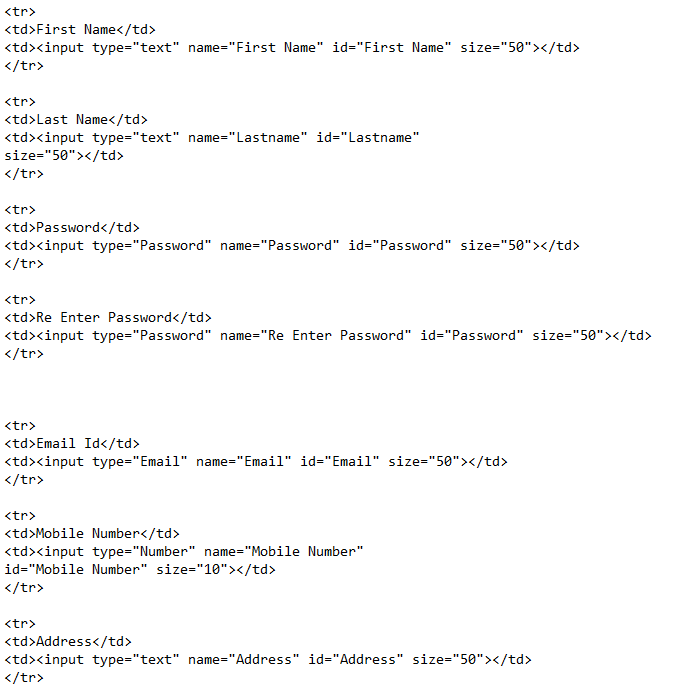 <tr>
<td>First Name</td>
<td><input type="text" name="First Name" id="First Name" size="50"></td>
</tr>
<tr>
<td>Last Name</td>
<td><input type="text" name="Lastname" id="Lastname"
size="50"></td>
</tr>
<tr>
<td>Password</td>
<td><input type="Password" name="Password" id="Password" size="50"></td>
</tr>
<tr>
<td>Re Enter Password</td>
<td><input type="Password" name="Re Enter Password" id="Password" size="50"></td>
</tr>
<tr>
<td>Email Id</td>
<td><input type="Email" name="Email" id="Email" size="50"></td>
</tr>
<tr>
<td>Mobile Number</td>
<td><input type="Number" name="Mobile Number"
id="Mobile Number" size="10"></td>
</tr>
<tr>
<td>Address</td>
<td><input type="text" name="Address" id="Address" size="50"></td>
</tr>